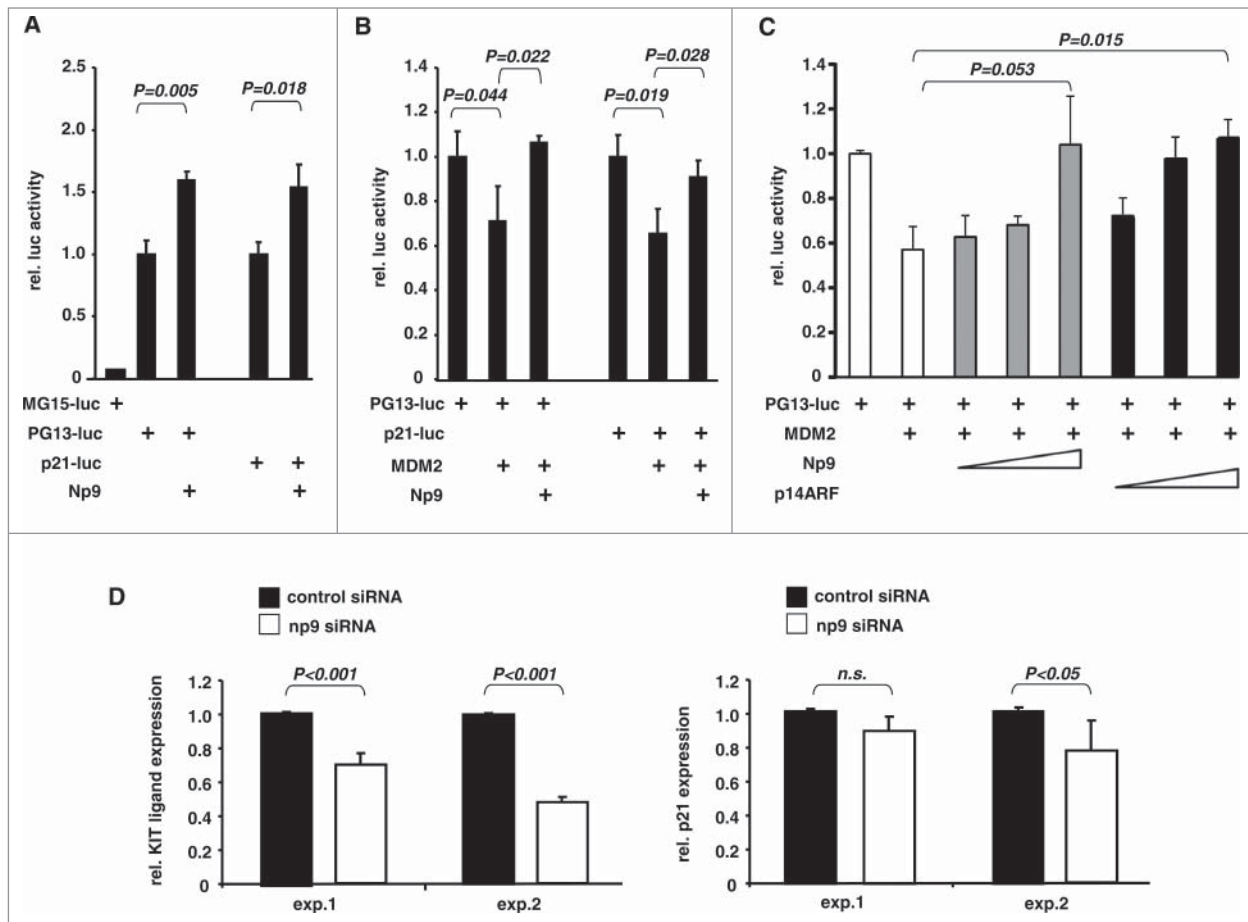 A
rel. luc activity
2.5
2.0
1.5
1.0
0.5
0
P=0.005
P=0.018
MG15-luc +
PG13-luc + +
p21-luc + +
Np9 + +
B
rel. luc activity
1.4
1.2
1.0
0.8
0.6
0.4
0.2
0
P=0.022
P=0.044
P=0.028
P=0.019
PG13-luc + + +
p21-luc + + +
MDM2 + + + +
Np9 + +
C
rel. luc activity
1.4
1.2
1.0
0.8
0.6
0.4
0.2
0
P=0.015
P=0.053
PG13-luc + + + + + + + +
MDM2 + + + + + + +
Np9
p14ARF
D
control siRNA
np9 siRNA
rel. KIT ligand expression
1.2
1.0
0.8
0.6
0.4
0.2
0
P<0.001
P<0.001
exp.1
exp.2
control siRNA
np9 siRNA
rel. p21 expression
1.2
1.0
0.8
0.6
0.4
0.2
0
n.s.
P<0.05
exp.1
exp.2